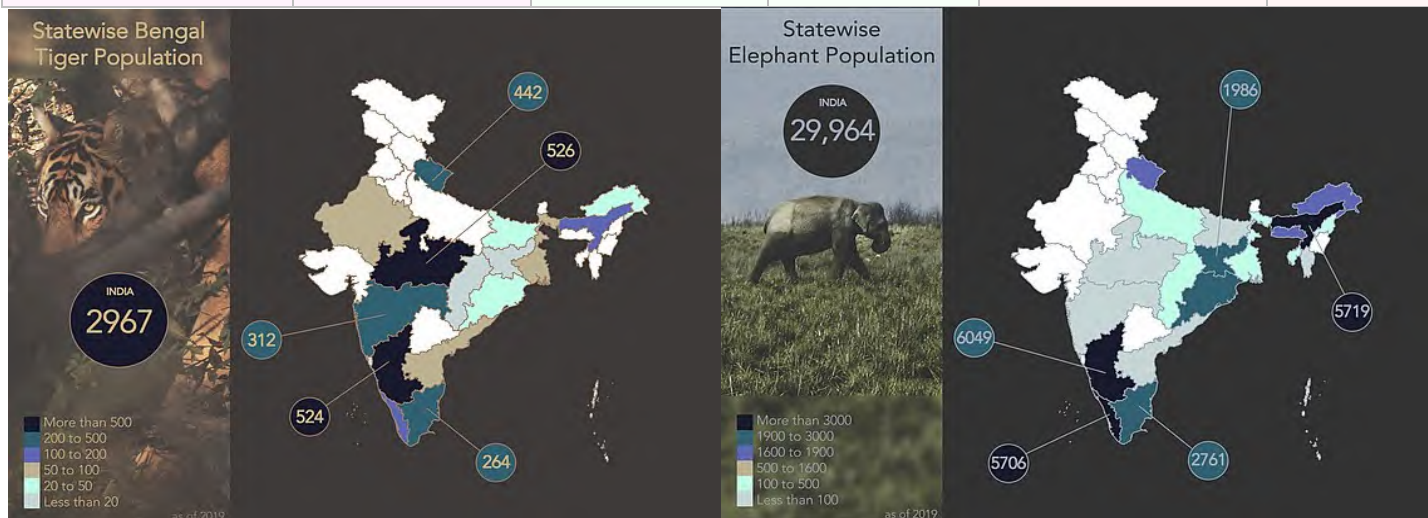 Statewise Bengal
Tiger Population
442
526
INDIA
2967
312
524
264
More than 500
200 to 500
100 to 200
50 to 100
20 to 50
Less than 20
as of 2019
Statewise
Elephant Population
INDIA
29,964
1986
5719
6049
5706
2761
More than 3000
1900 to 3000
1600 to 1900
500 to 1600
100 to 500
Less than 100
as of 2019